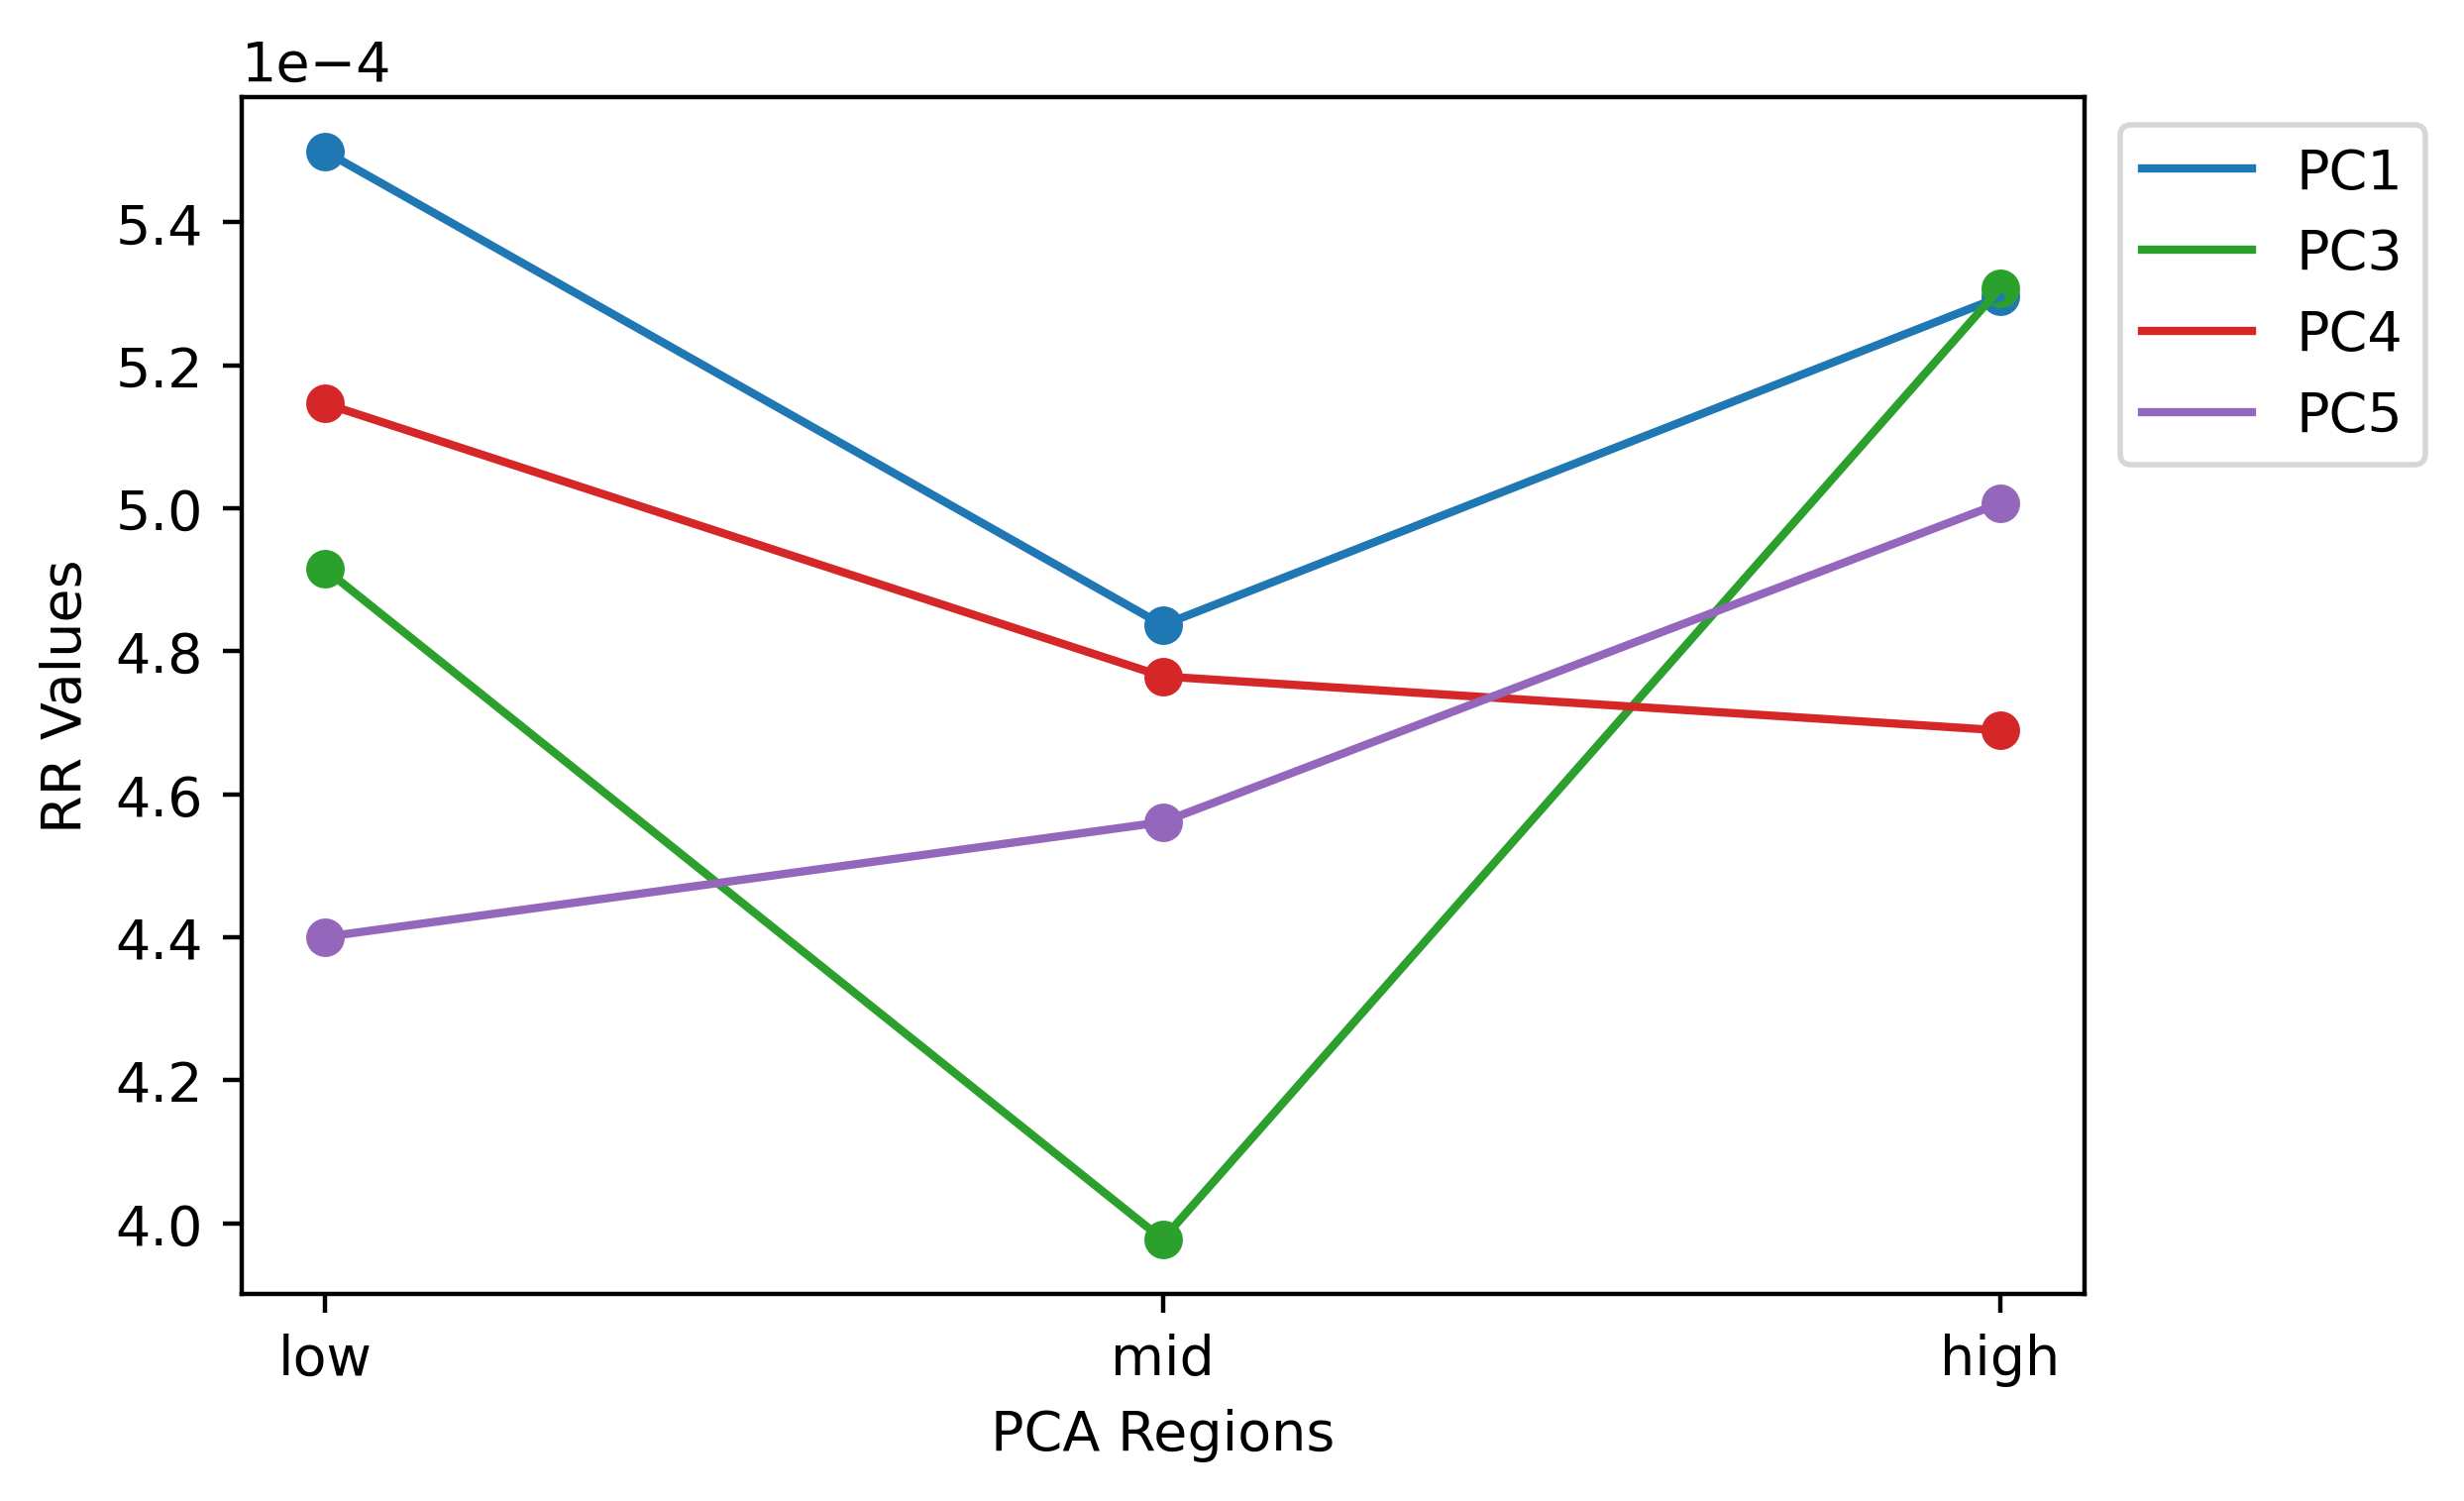 1e−4
5.4
5.2
5.0
4.8
4.6
4.4
4.2
4.0
RR Values
low mid high
PCA Regions
PC1
PC3
PC4
PC5